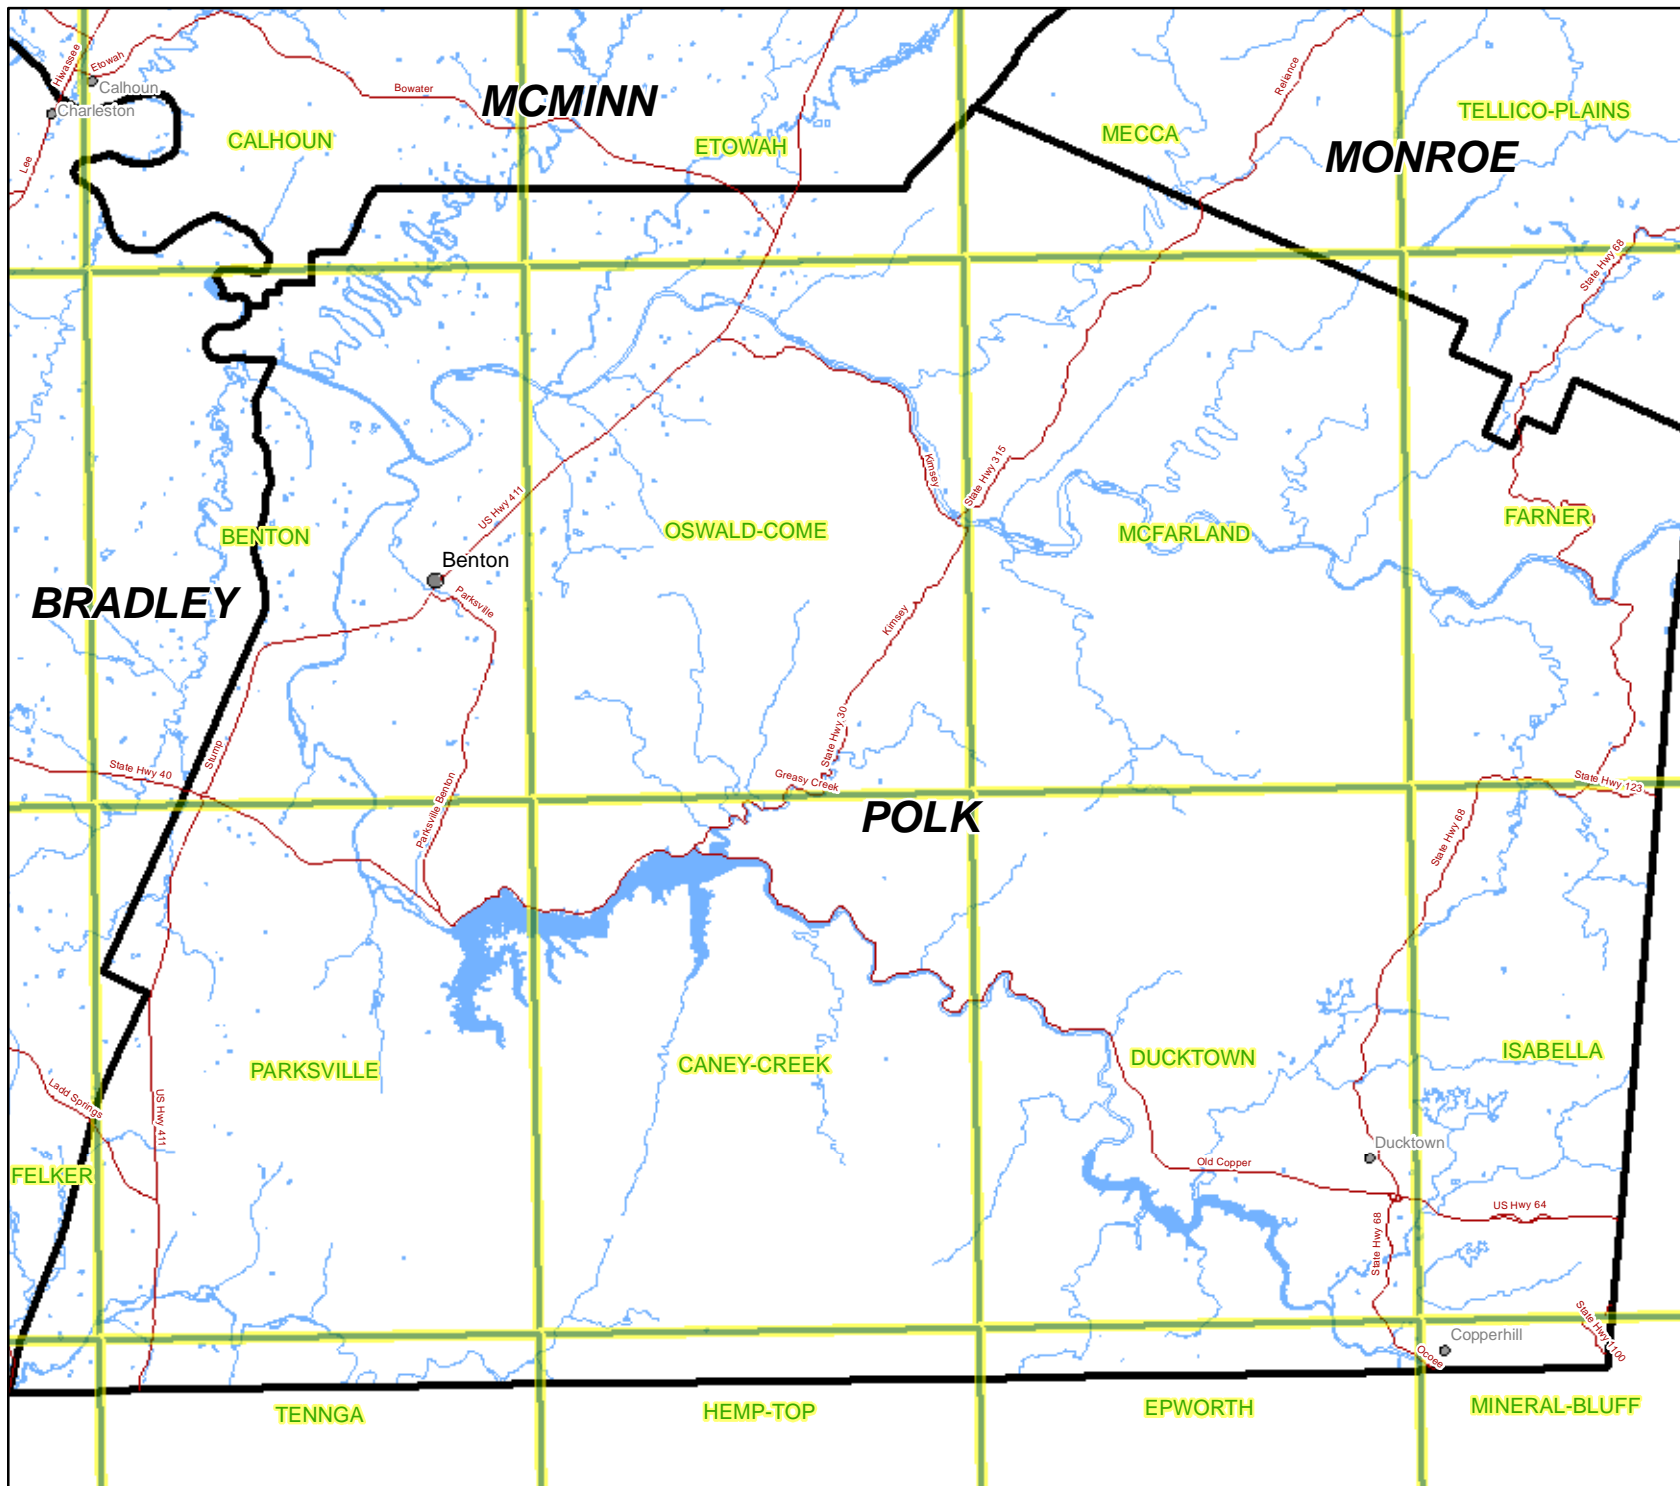 Hiwassee
Etowah
Calhoun
Charleston
Lee
Bowater
MCMINN
CALHOUN
ETOWAH
MECCA
Reliance
TELLICO-PLAINS
MONROE
State Hwy 68
Kimsey
State Hwy 315
US Hwy 411
BENTON
OSWALD-COME
MCFARLAND
FARNER
Benton
BRADLEY
Parksville
Kimsey
State Hwy 30
Stump
State Hwy 40
Parksville Benton
Greasy Creek
POLK
State Hwy 123
State Hwy 68
PARKSVILLE
CANEY-CREEK
DUCKTOWN
ISABELLA
Ladd Springs
US Hwy 411
Ducktown
FELKER
Old Copper
US Hwy 64
State Hwy 68
State Hwy 1100
Copperhill
Ocoee
TENNGA
HEMP-TOP
EPWORTH
MINERAL-BLUFF